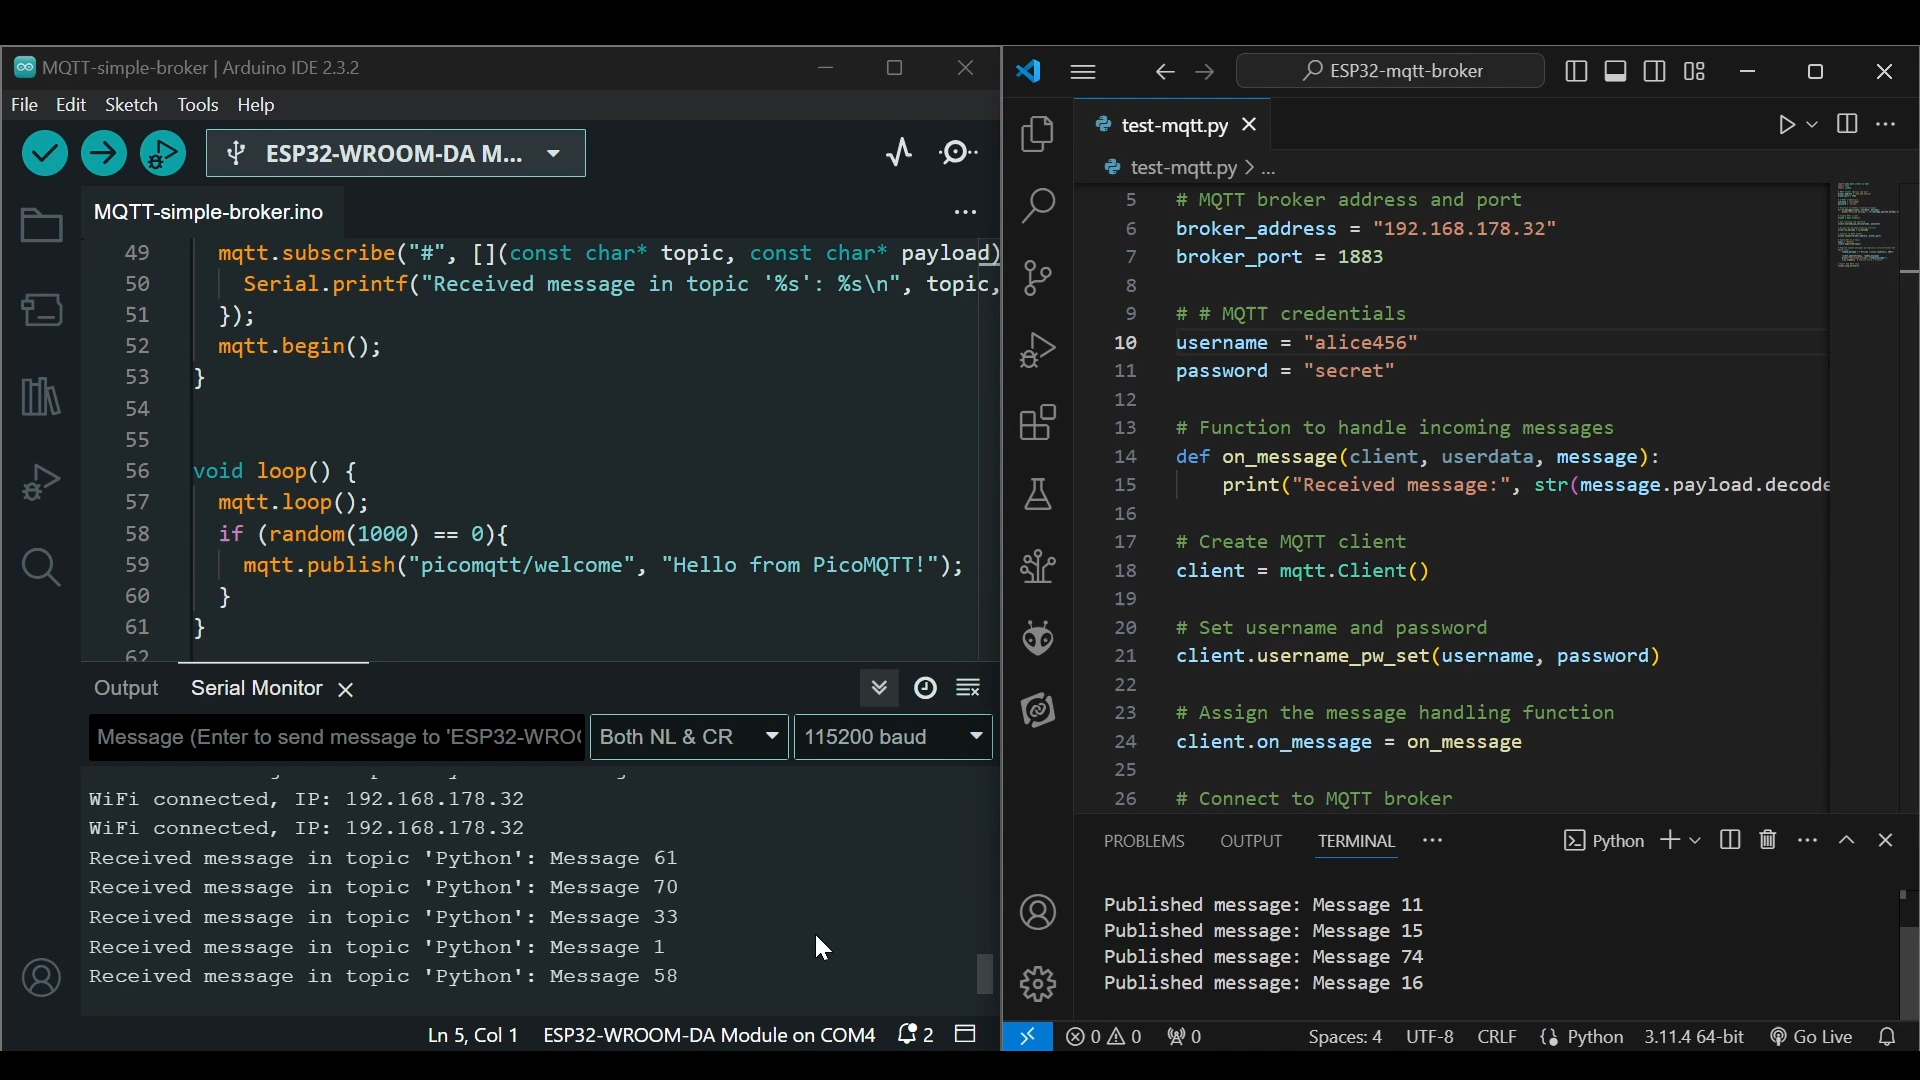 MQTT-simple-broker | Arduino IDE 2.3.2
File Edit Sketch Tools Help
ESP32-WROOM-DA M...
MQTT-simple-broker.ino
49 mqtt.subscribe("#", [](const char* topic, const char* payload)
50 Serial.printf("Received message in topic '%s': %s\n", topic,
51 });
52 mqtt.begin();
53 }
54
55
56 void loop() {
57 mqtt.loop();
58 if (random(1000) == 0){
59 mqtt.publish("picomqtt/welcome", "Hello from PicoMQTT!");
60 }
61 }
62
Output Serial Monitor
Message (Enter to send message to 'ESP32-WRO
Both NL & CR
115200 baud
WiFi connected, IP: 192.168.178.32
WiFi connected, IP: 192.168.178.32
Received message in topic 'Python': Message 61
Received message in topic 'Python': Message 70
Received message in topic 'Python': Message 33
Received message in topic 'Python': Message 1
Received message in topic 'Python': Message 58
Ln 5, Col 1 ESP32-WROOM-DA Module on COM4 2
ESP32-mqtt-broker
test-mqtt.py
test-mqtt.py > ...
5 # MQTT broker address and port
6 broker_address = "192.168.178.32"
7 broker_port = 1883
8
9 # # MQTT credentials
10 username = "alice456"
11 password = "secret"
12
13 # Function to handle incoming messages
14 def on_message(client, userdata, message):
15 print("Received message:", str(message.payload.decode
16
17 # Create MQTT client
18 client = mqtt.Client()
19
20 # Set username and password
21 client.username_pw_set(username, password)
22
23 # Assign the message handling function
24 client.on_message = on_message
25
26 # Connect to MQTT broker
PROBLEMS OUTPUT TERMINAL ... Python
Published message: Message 11
Published message: Message 15
Published message: Message 74
Published message: Message 16
0 0 0 Spaces: 4 UTF-8 CRLF {} Python 3.11.4 64-bit Go Live